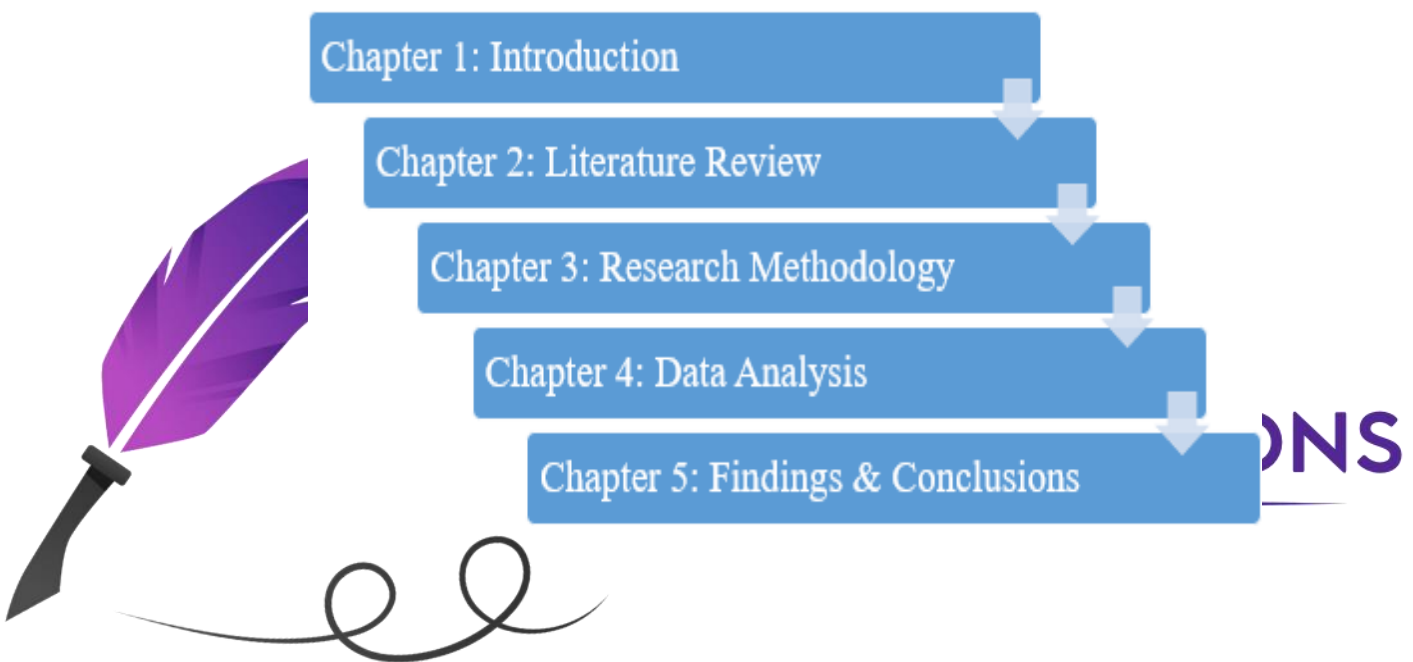 Chapter 1: Introduction
Chapter 2: Literature Review
Chapter 3: Research Methodology
Chapter 4: Data Analysis
Chapter 5: Findings & Conclusions